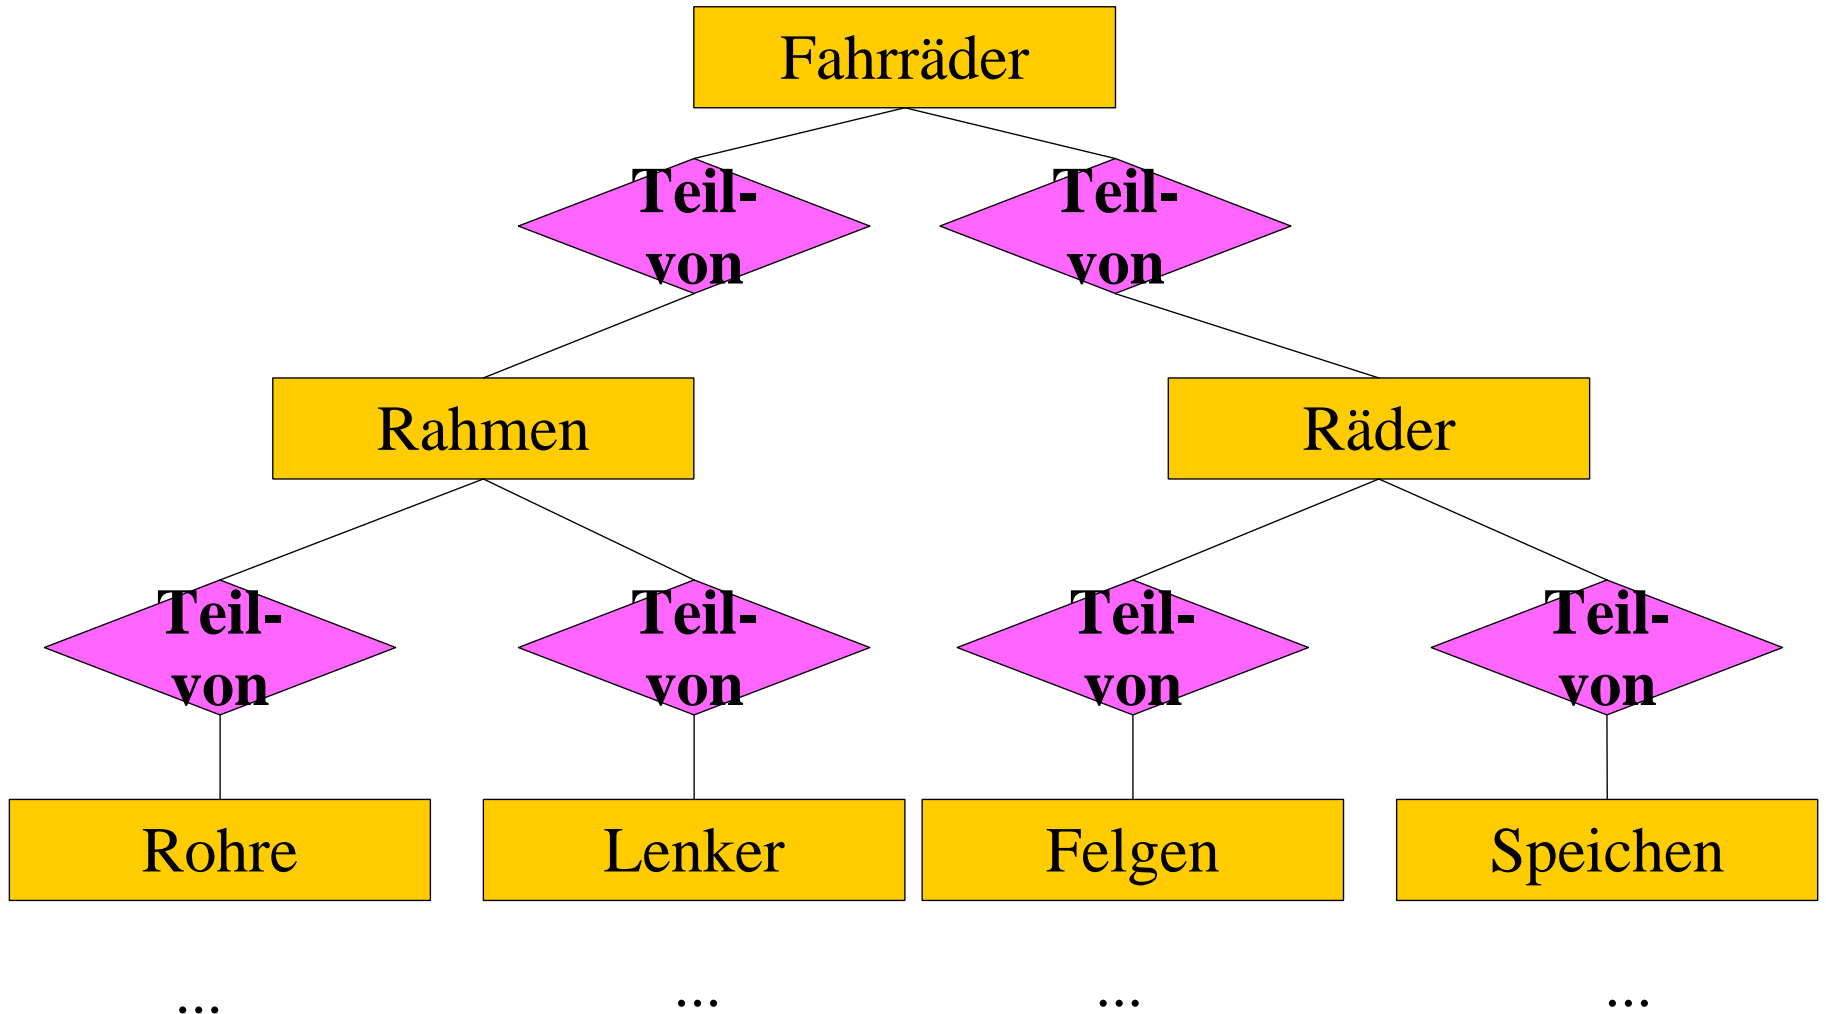 Fahrräder
Teil-
von
Teil-
von
Rahmen
Räder
Teil-
von
Teil-
von
Teil-
von
Teil-
von
Rohre
Lenker
Felgen
Speichen
...
...
...
...